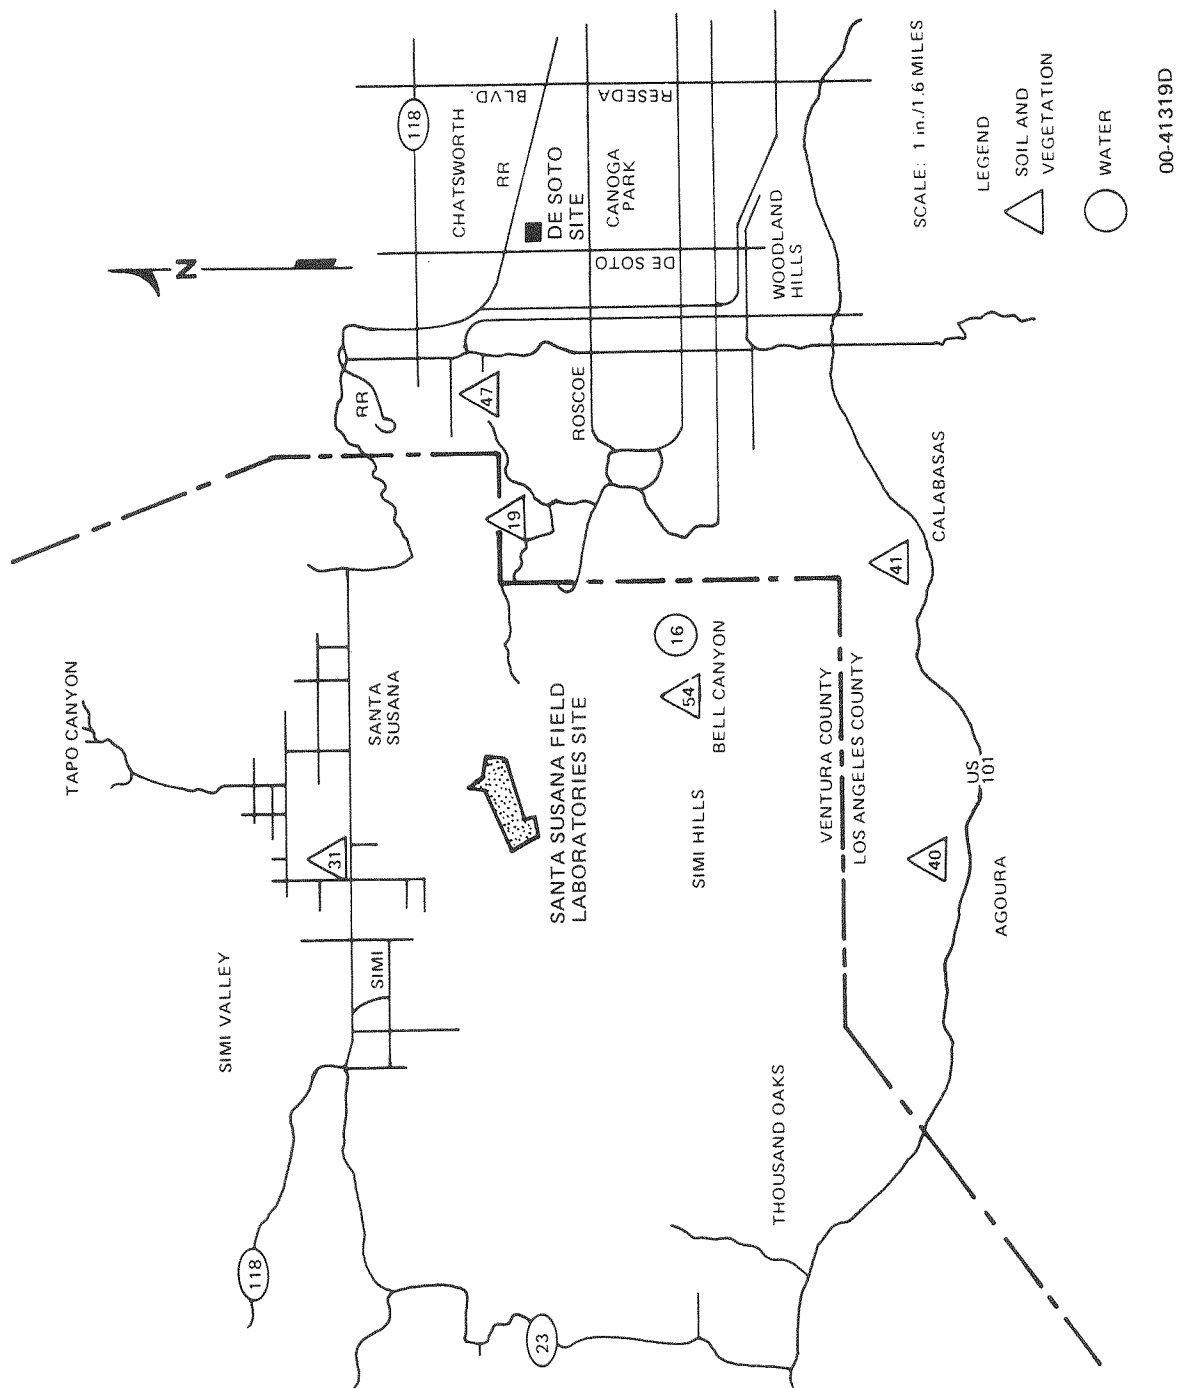 TAPO CANYON
SIMI VALLEY
SANTA
SUSANA
SIMI
31
118
118
23
N
RR
CHATSWORTH
BLVD.
RR
DE SOTO
SITE
CANOGA
PARK
RESEDA
DE SOTO
WOODLAND
HILLS
ROSCOE
47
19
SANTA SUSANA FIELD
LABORATORIES SITE
16
54
BELL CANYON
SIMI HILLS
VENTURA COUNTY
LOS ANGELES COUNTY
41
CALABASAS
US
101
40
AGOURA
THOUSAND OAKS
SCALE: 1 in./1.6 MILES
LEGEND
SOIL AND
VEGETATION
WATER
00-41319D